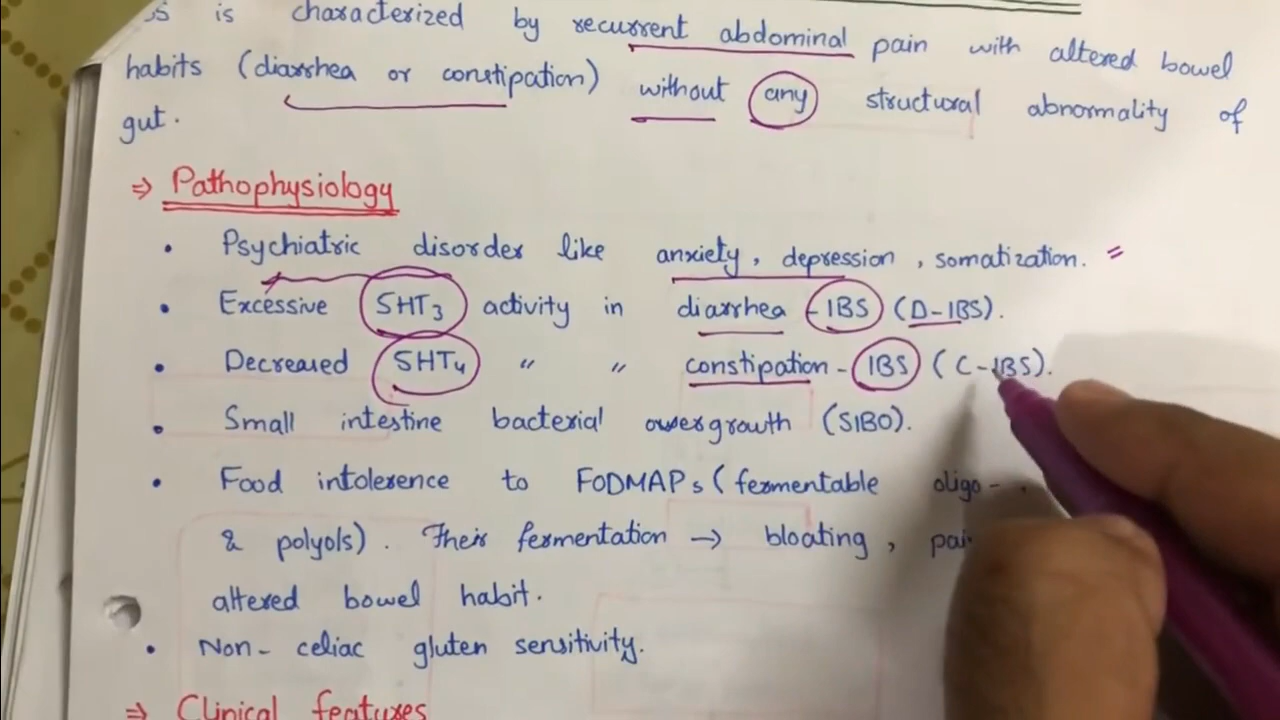 is characterized by recurrent abdominal pain with altered bowel
habits (diarrhea or constipation) without any structural abnormality of
gut.
⇒ Pathophysiology
• Psychiatric disorder like anxiety, depression, somatization. =
• Excessive 5HT3 activity in diarrhea - IBS (D-IBS).
• Decreased 5HT4 " " constipation - IBS (C-IBS).
• Small intestine bacterial overgrowth (SIBO).
• Food intolerence to FODMAPs (fermentable oligo-
& polyols). Their fermentation → bloating,
altered bowel habit.
• Non-celiac gluten sensitivity.
⇒ Clinical features